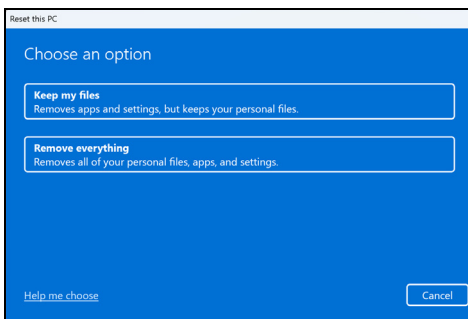 Reset this PC
Choose an option
Keep my files
Removes apps and settings, but keeps your personal files.
Remove everything
Removes all of your personal files, apps, and settings.
Help me choose
Cancel